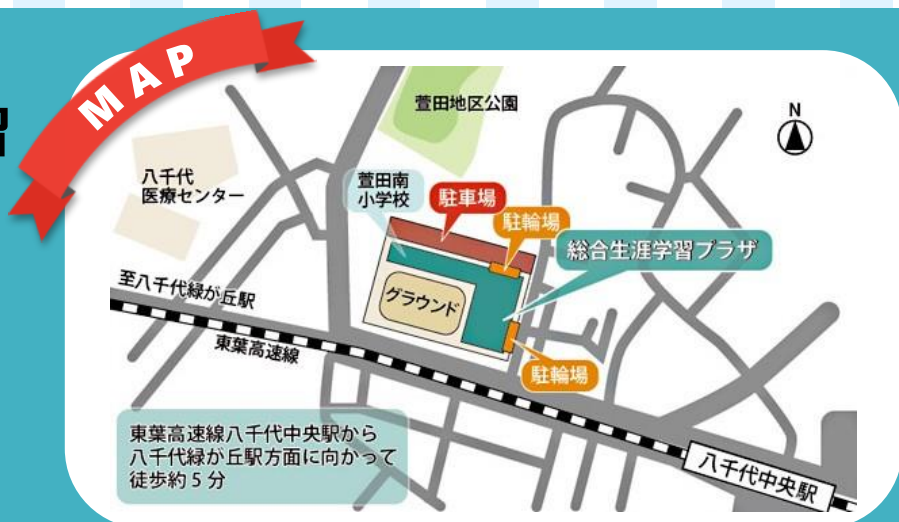 MAP
萱田地区公園
N
八千代
医療センター
萱田南
小学校
駐車場
駐輪場
総合生涯学習プラザ
グラウンド
至八千代緑が丘駅
東葉高速線
駐輪場
東葉高速線八千代中央駅から
八千代緑が丘駅方面に向かって
徒歩約5分
八千代中央駅